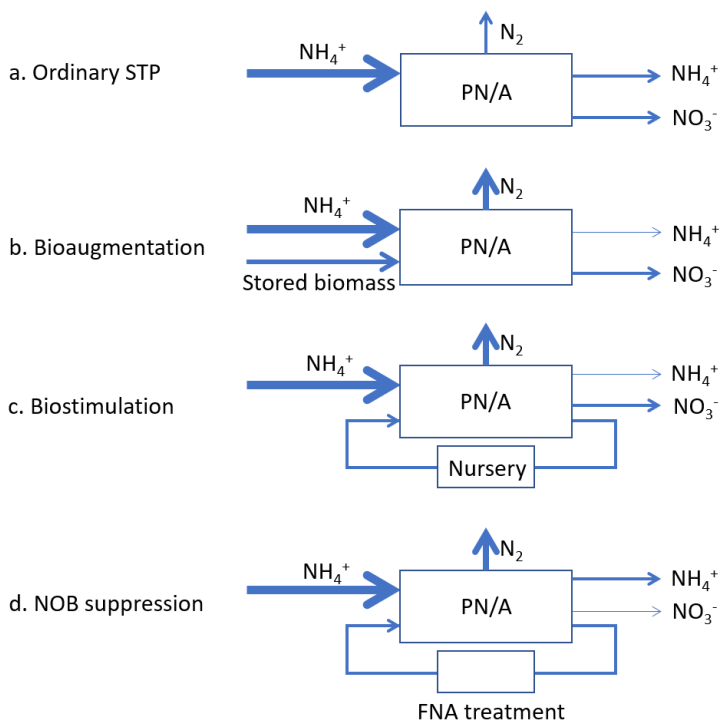 N₂
NH₄⁺
a. Ordinary STP
PN/A
NH₄⁺
NO₃⁻
N₂
NH₄⁺
b. Bioaugmentation
PN/A
NH₄⁺
Stored biomass
NO₃⁻
N₂
NH₄⁺
c. Biostimulation
PN/A
NH₄⁺
NO₃⁻
Nursery
N₂
NH₄⁺
d. NOB suppression
PN/A
NH₄⁺
NO₃⁻
FNA treatment